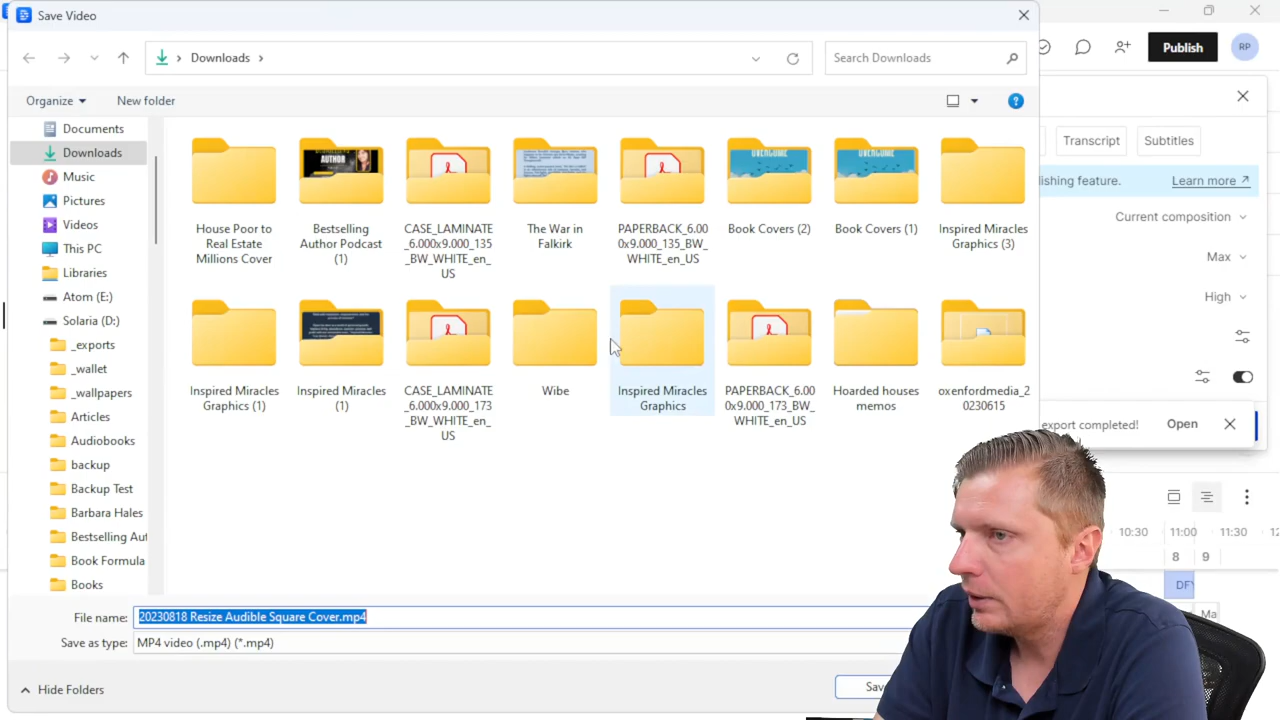 Save Video
Downloads
Search Downloads
Publish
RP
Organize
New folder
Documents
Downloads
Music
Pictures
Videos
This PC
Libraries
Atom (E:)
Solaria (D:)
_exports
_wallet
_wallpapers
Articles
Audiobooks
backup
Backup Test
Barbara Hales
Bestselling Aut
Book Formula
Books
AUTHOR
OVERCOME
OVERCOME
House Poor to
Real Estate
Millions Cover
Bestselling
Author Podcast
(1)
CASE_LAMINATE
_6.000x9.000_135
_BW_WHITE_en_
US
The War in
Falkirk
PAPERBACK_6.00
0x9.000_135_BW_
WHITE_en_US
Book Covers (2)
Book Covers (1)
Inspired Miracles
Graphics (3)
Inspired Miracles
Graphics (1)
Inspired Miracles
(1)
CASE_LAMINATE
_6.000x9.000_173
_BW_WHITE_en_
US
Wibe
Inspired Miracles
Graphics
PAPERBACK_6.00
0x9.000_173_BW_
WHITE_en_US
Hoarded houses
memos
oxenfordmedia_2
0230615
File name:
20230818 Resize Audible Square Cover.mp4
Save as type:
MP4 video (.mp4) (*.mp4)
Hide Folders
Sav
Transcript
Subtitles
lishing feature.
Learn more
Current composition
Max
High
export completed!
Open
10:30
11:00
11:30
12
8
9
DFY
Ma